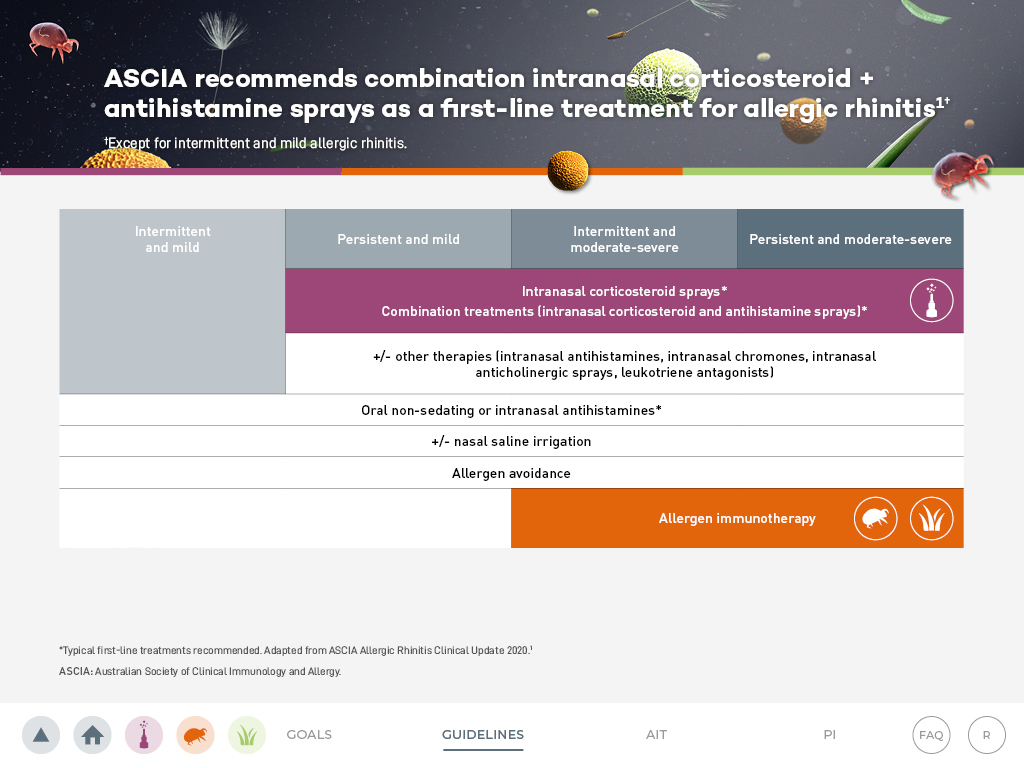 ASCIA recommends combination intranasal corticosteroid +
antihistamine sprays as a first-line treatment for allergic rhinitis1†
†Except for intermittent and mild allergic rhinitis.
Intermittent
and mild
Persistent and mild
Intermittent and
moderate-severe
Persistent and moderate-severe
Intranasal corticosteroid sprays*
Combination treatments (intranasal corticosteroid and antihistamine sprays)*
+/- other therapies (intranasal antihistamines, intranasal chromones, intranasal
anticholinergic sprays, leukotriene antagonists)
Oral non-sedating or intranasal antihistamines*
+/- nasal saline irrigation
Allergen avoidance
Allergen immunotherapy
*Typical first-line treatments recommended. Adapted from ASCIA Allergic Rhinitis Clinical Update 2020.1
ASCIA: Australian Society of Clinical Immunology and Allergy.
GOALS
GUIDELINES
AIT
PI
FAQ
R